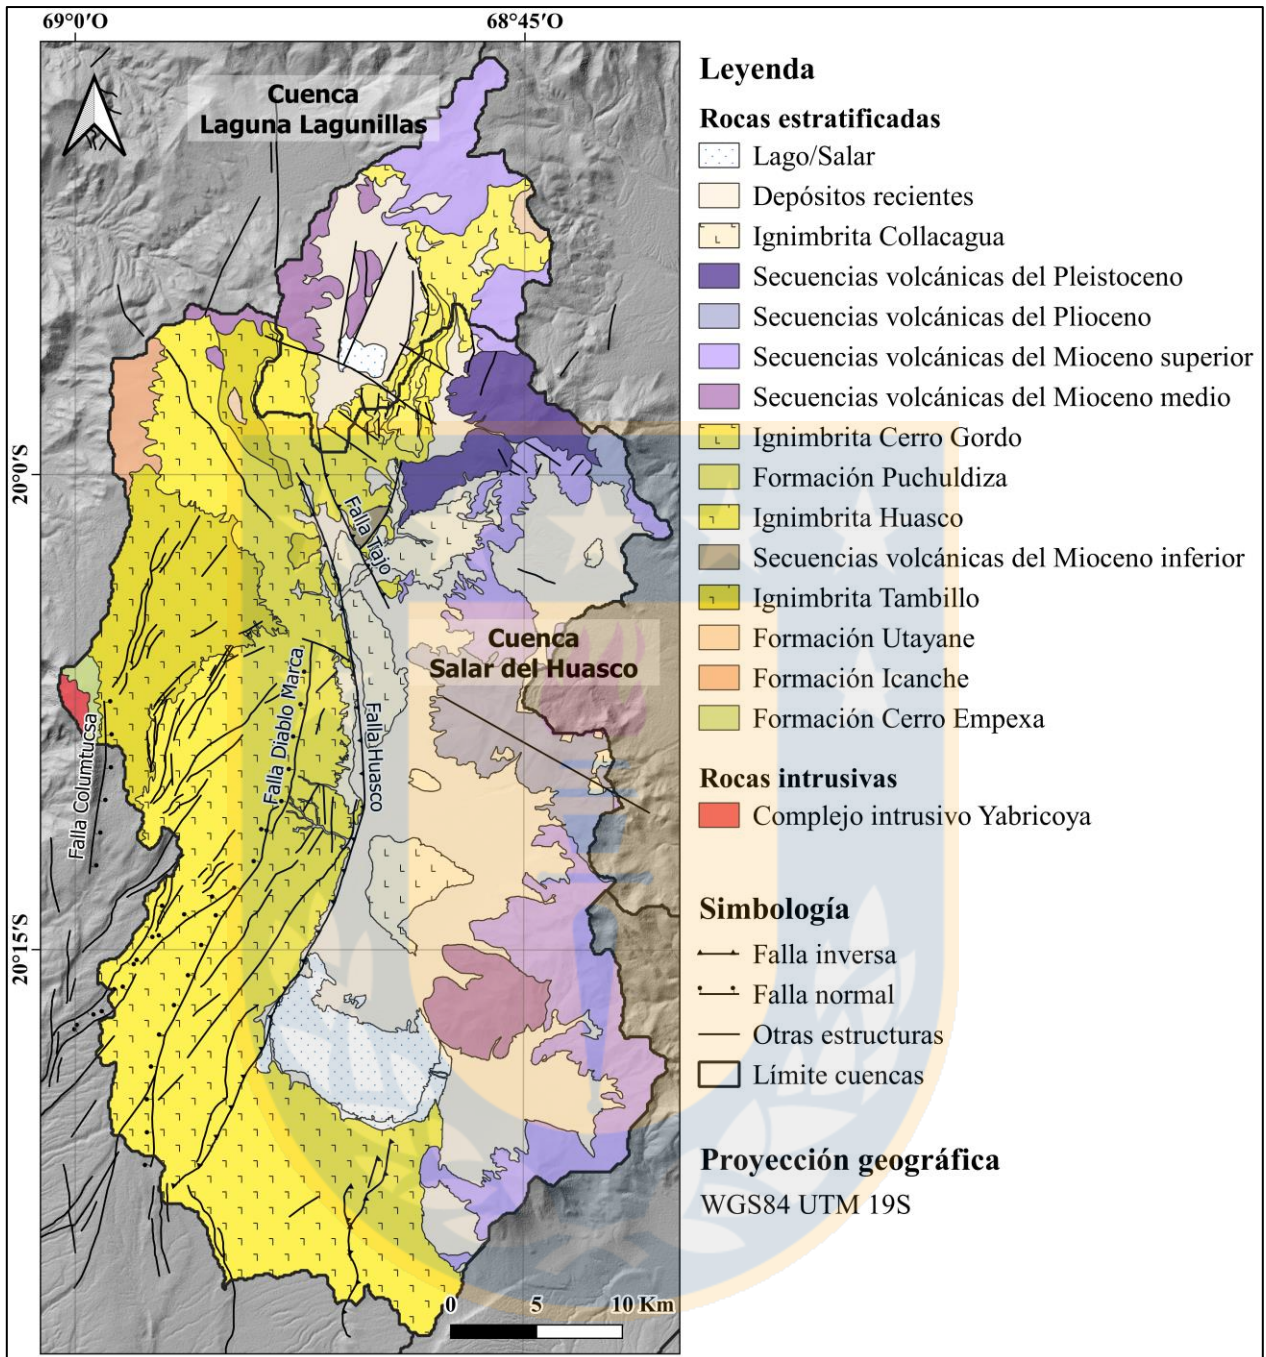 69°0′O
68°45′O
Cuenca
Laguna Lagunillas
20°0′S
Falla Tajo
Cuenca
Salar del Huasco
Falla Diablo Marca
Falla Huasco
Falla Columtucsa
20°15′S
0 5 10 Km
Leyenda
Rocas estratificadas
Lago/Salar
Depósitos recientes
Ignimbrita Collacagua
Secuencias volcánicas del Pleistoceno
Secuencias volcánicas del Plioceno
Secuencias volcánicas del Mioceno superior
Secuencias volcánicas del Mioceno medio
Ignimbrita Cerro Gordo
Formación Puchuldiza
Ignimbrita Huasco
Secuencias volcánicas del Mioceno inferior
Ignimbrita Tambillo
Formación Utayane
Formación Icanche
Formación Cerro Empexa
Rocas intrusivas
Complejo intrusivo Yabricoya
Simbología
Falla inversa
Falla normal
Otras estructuras
Límite cuencas
Proyección geográfica
WGS84 UTM 19S